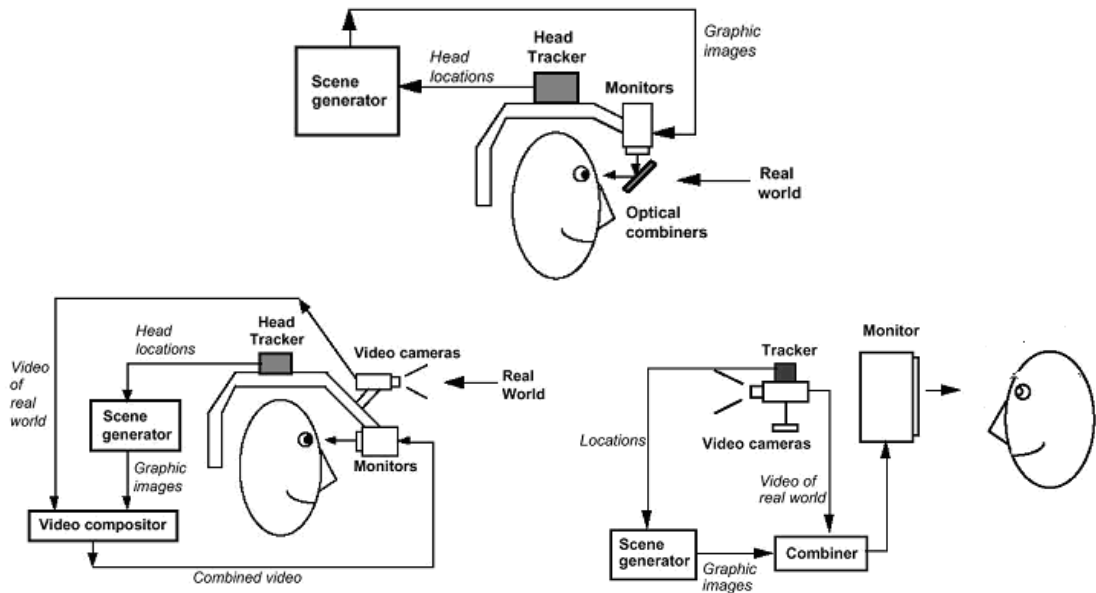 Graphic
images
Head
Tracker
Head
locations
Scene
generator
Monitors
Real
world
Optical
combiners
Head
Tracker
Head
locations
Video cameras
Video
of
real
world
Real
World
Scene
generator
Monitors
Graphic
images
Video compositor
Combined video
Monitor
Tracker
Video cameras
Locations
Video of
real world
Scene
generator
Combiner
Graphic
images